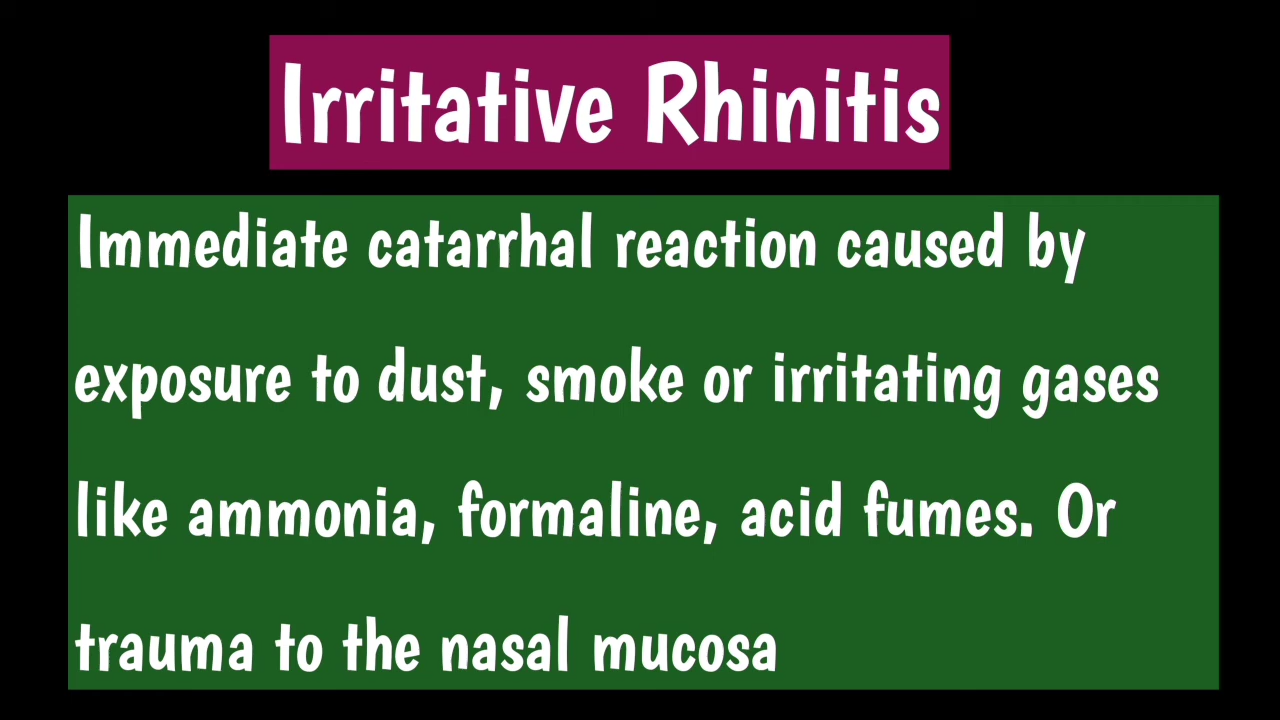 Irritative Rhinitis
Immediate catarrhal reaction caused by
exposure to dust, smoke or irritating gases
like ammonia, formaline, acid fumes. Or
trauma to the nasal mucosa